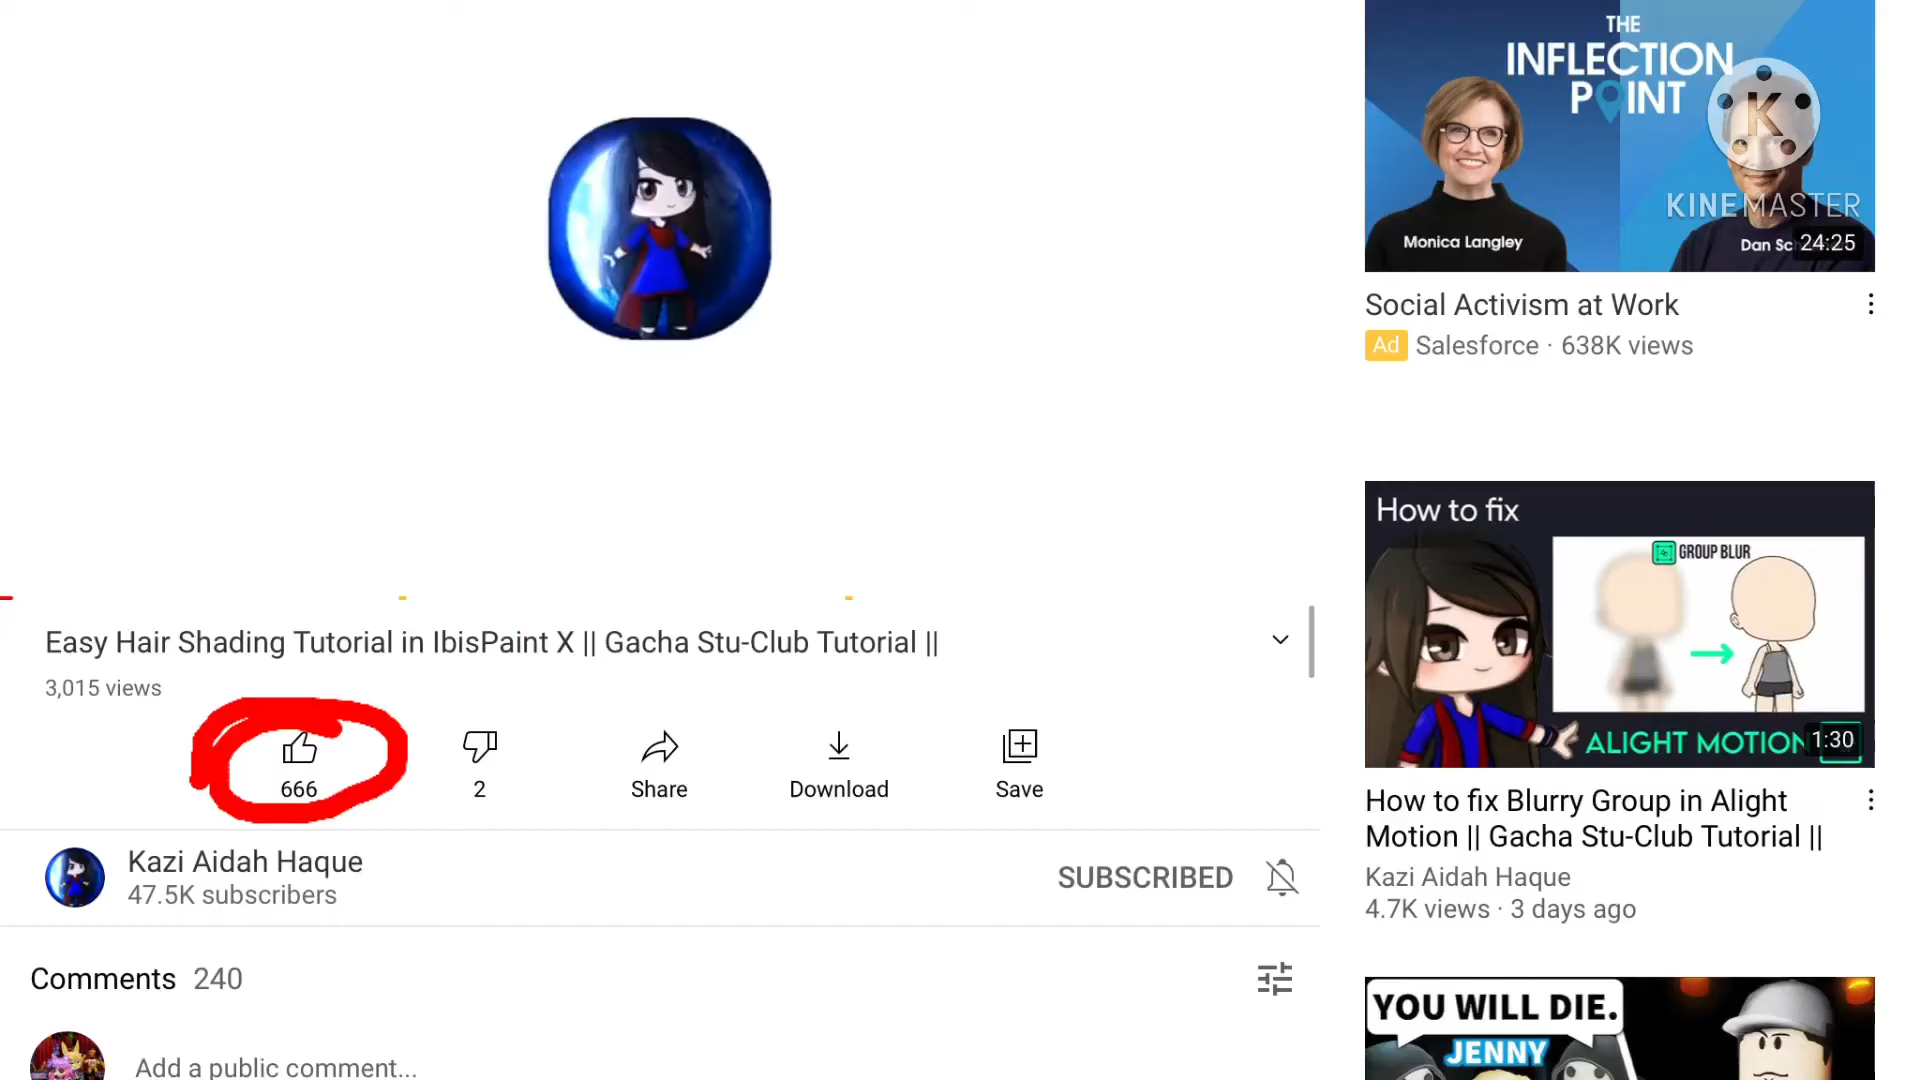 Easy Hair Shading Tutorial in IbisPaint X || Gacha Stu-Club Tutorial ||
3,015 views
666
2
Share
Download
Save
Kazi Aidah Haque
47.5K subscribers
SUBSCRIBED
Comments 240
Add a public comment...
THE
INFLECTION
POINT
K
KINEMASTER
Monica Langley
Dan Sc
24:25
Social Activism at Work
Ad Salesforce · 638K views
How to fix
GROUP BLUR
ALIGHT MOTION
1:30
How to fix Blurry Group in Alight
Motion || Gacha Stu-Club Tutorial ||
Kazi Aidah Haque
4.7K views · 3 days ago
YOU WILL DIE.
JENNY